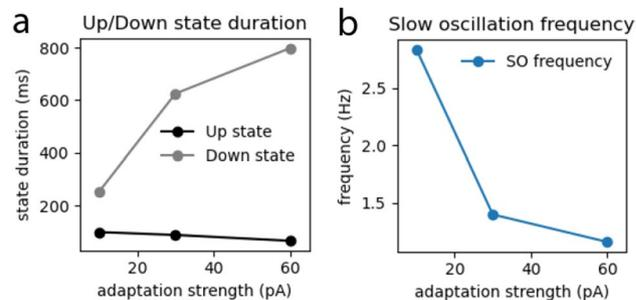 a
Up/Down state duration
800
600
400
200
state duration (ms)
Up state
Down state
20 40 60
adaptation strength (pA)
b
Slow oscillation frequency
2.5
2.0
1.5
frequency (Hz)
SO frequency
20 40 60
adaptation strength (pA)